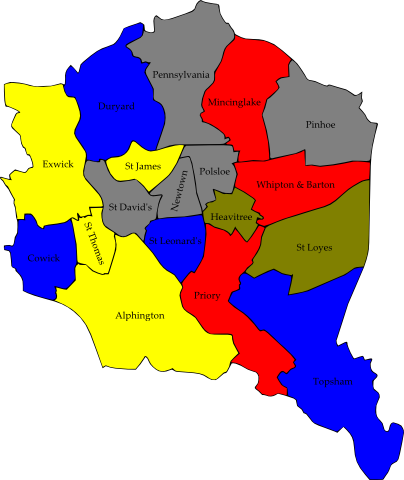 Pennsylvania
Duryard
Mincinglake
Pinhoe
Exwick
St James
Polsloe
Whipton & Barton
Newtown
St David's
Heavitree
St Thomas
St Leonard's
St Loyes
Cowick
Priory
Alphington
Topsham